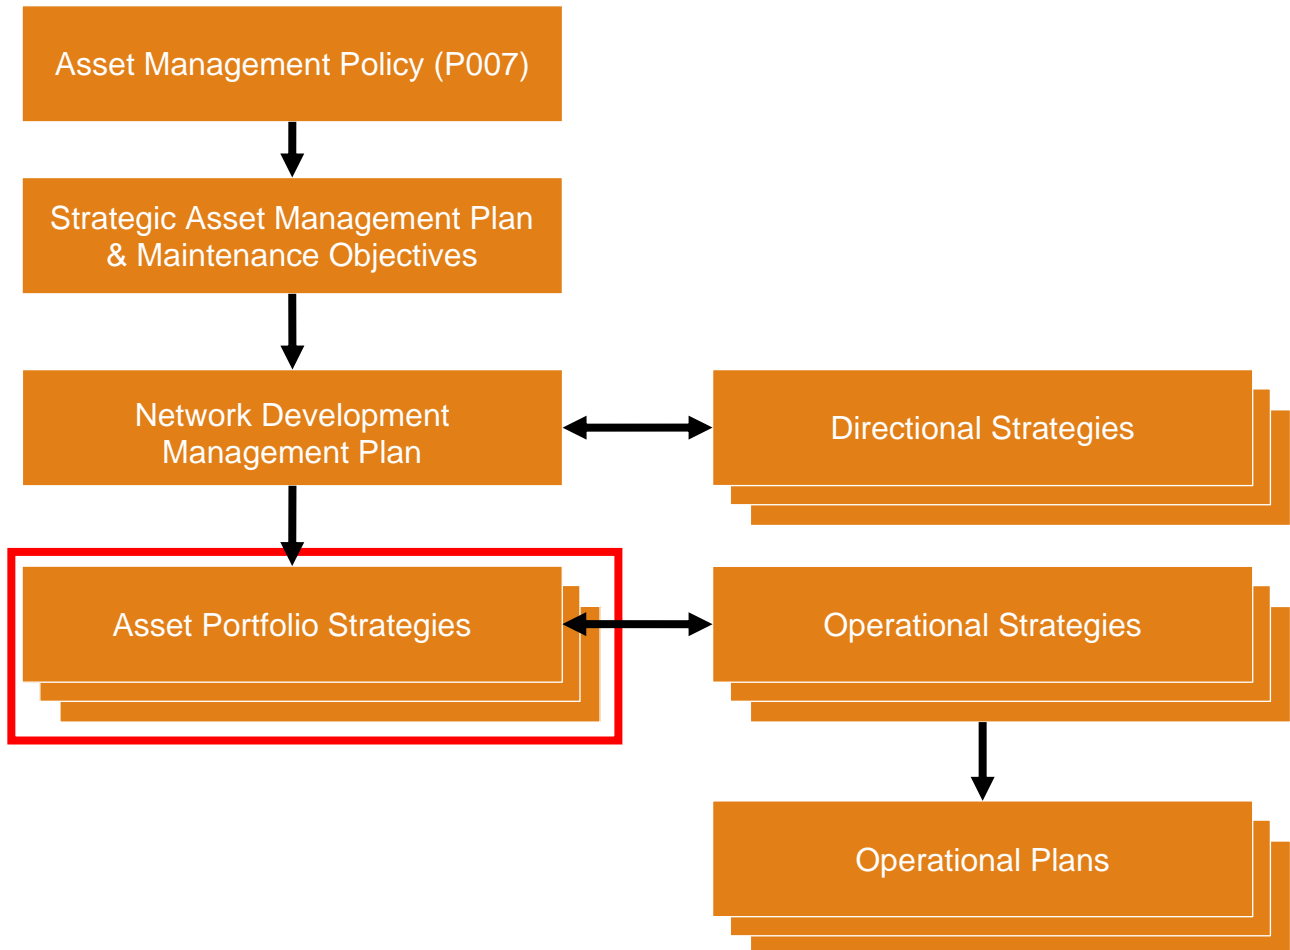 Asset Management Policy (P007)
Strategic Asset Management Plan
& Maintenance Objectives
Network Development
Management Plan
Directional Strategies
Asset Portfolio Strategies
Operational Strategies
Operational Plans